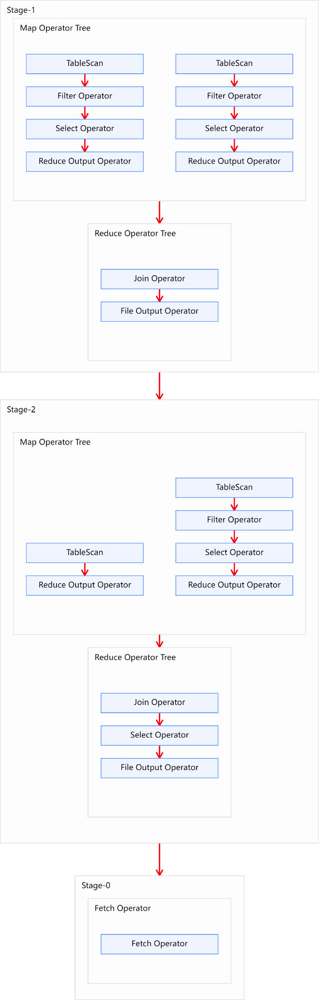 Stage-1
Map Operator Tree
TableScan
Filter Operator
Select Operator
Reduce Output Operator
TableScan
Filter Operator
Select Operator
Reduce Output Operator
Reduce Operator Tree
Join Operator
File Output Operator
Stage-2
Map Operator Tree
TableScan
Reduce Output Operator
TableScan
Filter Operator
Select Operator
Reduce Output Operator
Reduce Operator Tree
Join Operator
Select Operator
File Output Operator
Stage-0
Fetch Operator
Fetch Operator